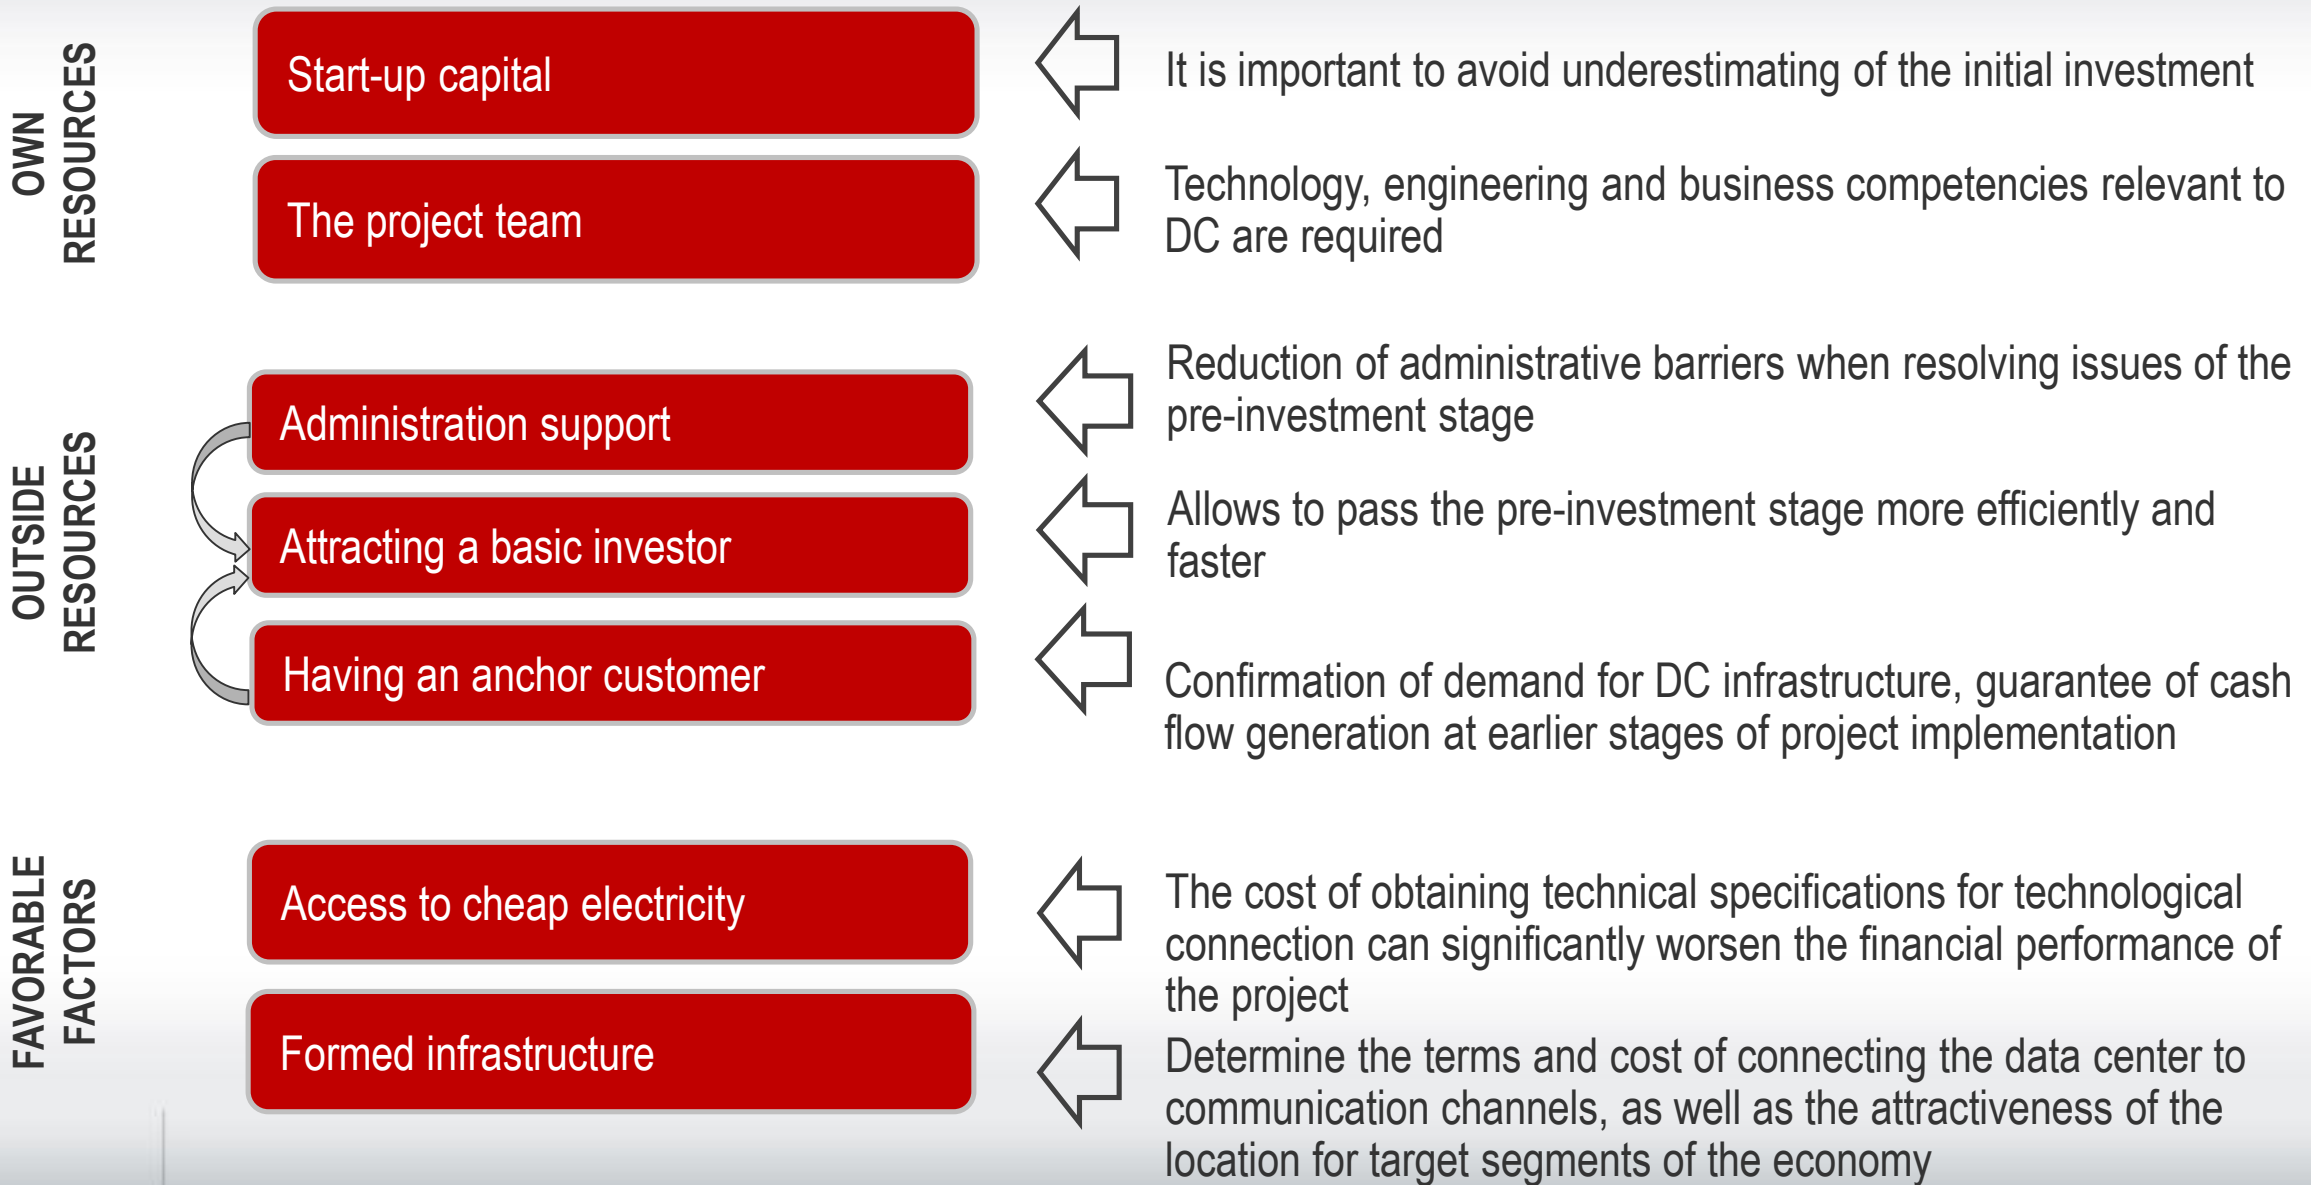 OWN
RESOURCES
Start-up capital
It is important to avoid underestimating of the initial investment
The project team
Technology, engineering and business competencies relevant to
DC are required
OUTSIDE
RESOURCES
Administration support
Reduction of administrative barriers when resolving issues of the
pre-investment stage
Attracting a basic investor
Allows to pass the pre-investment stage more efficiently and
faster
Having an anchor customer
Confirmation of demand for DC infrastructure, guarantee of cash
flow generation at earlier stages of project implementation
FAVORABLE
FACTORS
Access to cheap electricity
The cost of obtaining technical specifications for technological
connection can significantly worsen the financial performance of
the project
Formed infrastructure
Determine the terms and cost of connecting the data center to
communication channels, as well as the attractiveness of the
location for target segments of the economy